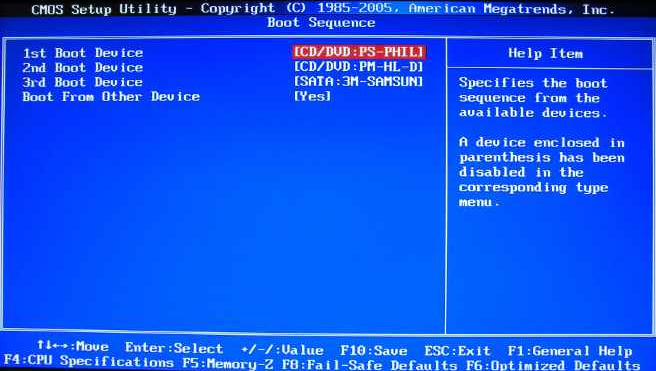 CMOS Setup Utility - Copyright (C) 1985-2005, American Megatrends, Inc.
Boot Sequence
1st Boot Device [CD/DVD:PS-PHIL]
2nd Boot Device [CD/DVD:PM-HL-D]
3rd Boot Device [SATA:3M-SAMSUN]
Boot From Other Device [Yes]
Help Item
Specifies the boot
sequence from the
available devices.
A device enclosed in
parenthesis has been
disabled in the
corresponding type
menu.
↑↓←→:Move Enter:Select +/-/:Value F10:Save ESC:Exit F1:General Help
F4:CPU Specifications F5:Memory-Z F8:Fail-Safe Defaults F6:Optimized Defaults